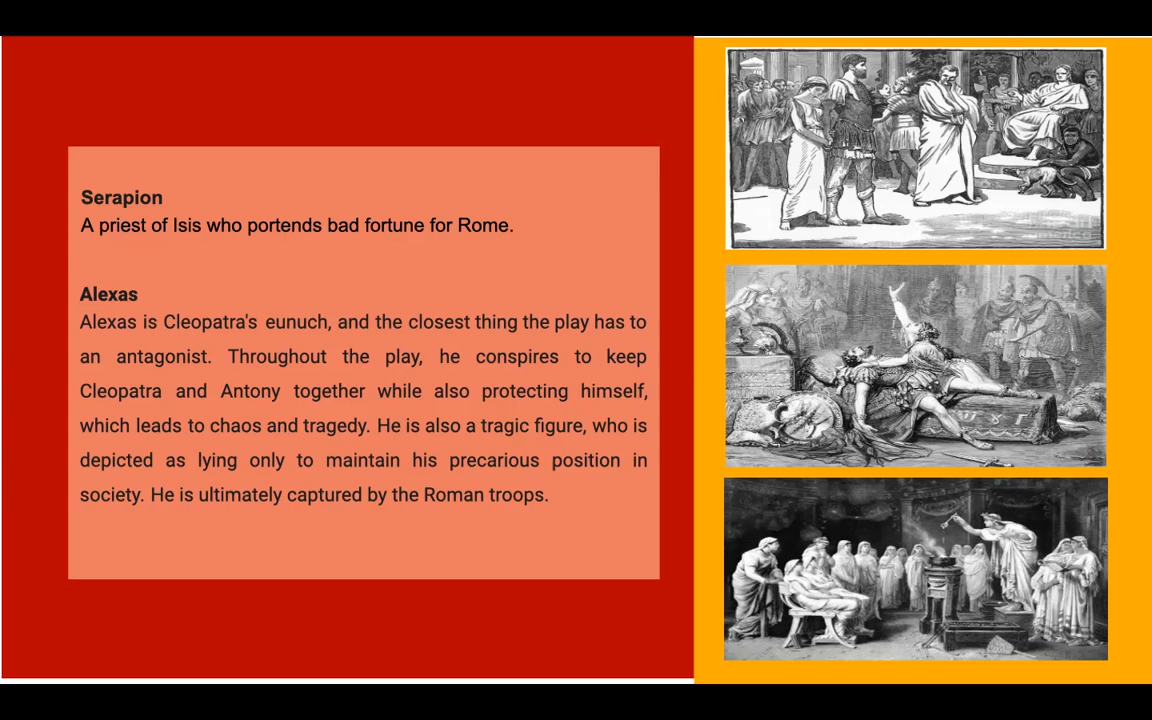 Serapion
A priest of Isis who portends bad fortune for Rome.
Alexas
Alexas is Cleopatra's eunuch, and the closest thing the play has to
an antagonist. Throughout the play, he conspires to keep
Cleopatra and Antony together while also protecting himself,
which leads to chaos and tragedy. He is also a tragic figure, who is
depicted as lying only to maintain his precarious position in
society. He is ultimately captured by the Roman troops.